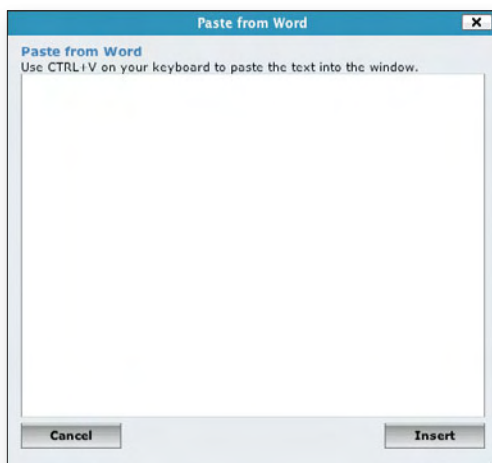 Paste from Word
X
Paste from Word
Use CTRL+V on your keyboard to paste the text into the window.
Cancel
Insert